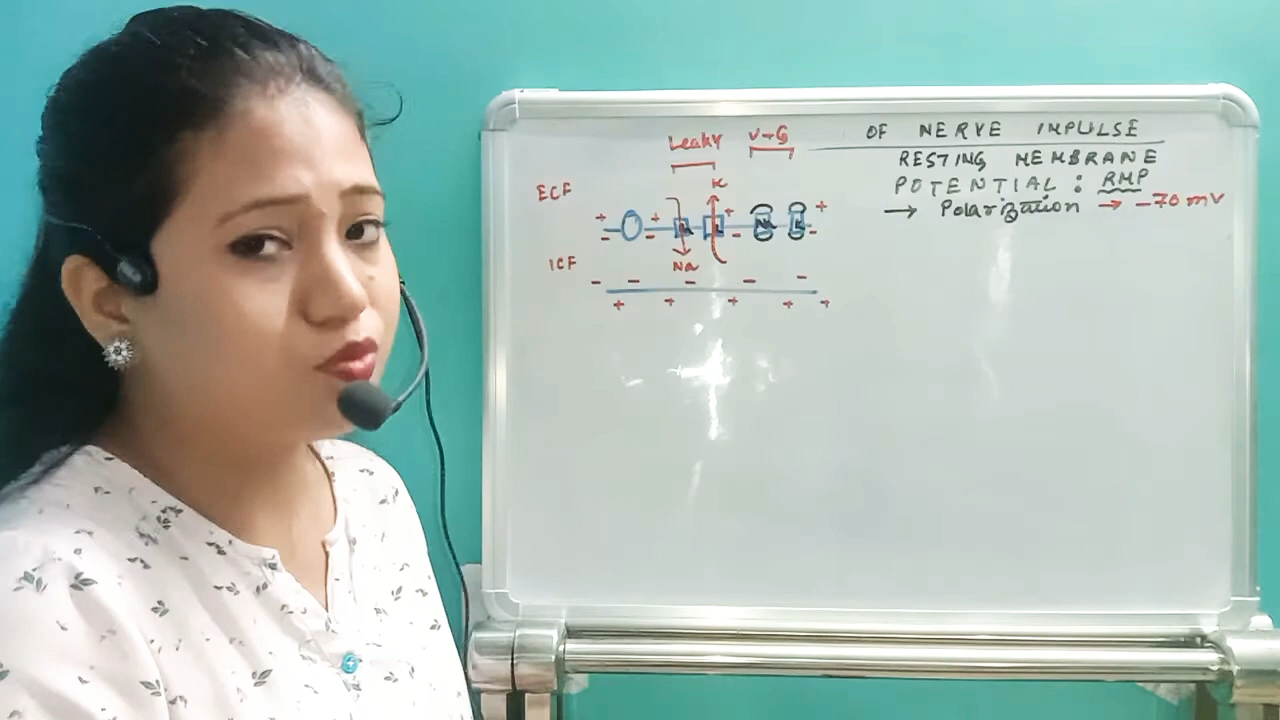 OF NERVE IMPULSE
RESTING MEMBRANE
POTENTIAL : RMP
→ Polarization → -70 mV
Leaky V-G
ECF K
+ + + +
- - - -
ICF Na
- - - - -
+ + + + +